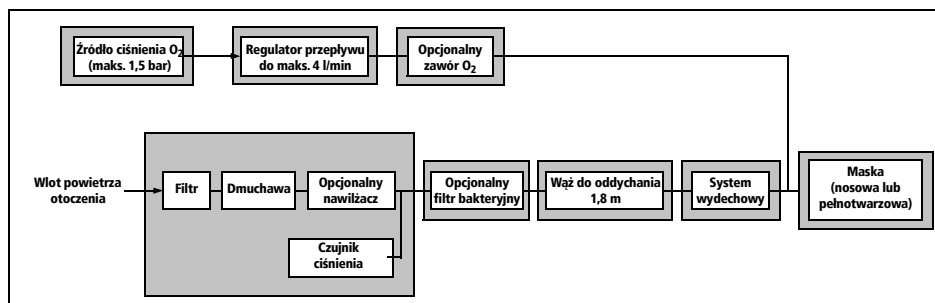 Źródło ciśnienia O2
(maks. 1,5 bar)
Regulator przepływu
do maks. 4 l/min
Opcjonalny
zawór O2
Wlot powietrza
otoczenia
Filtr
Dmuchawa
Opcjonalny
nawilżacz
Czujnik
ciśnienia
Opcjonalny
filtr bakteryjny
Wąż do oddychania
1,8 m
System
wydechowy
Maska
(nosowa lub
pełnotwarzowa)